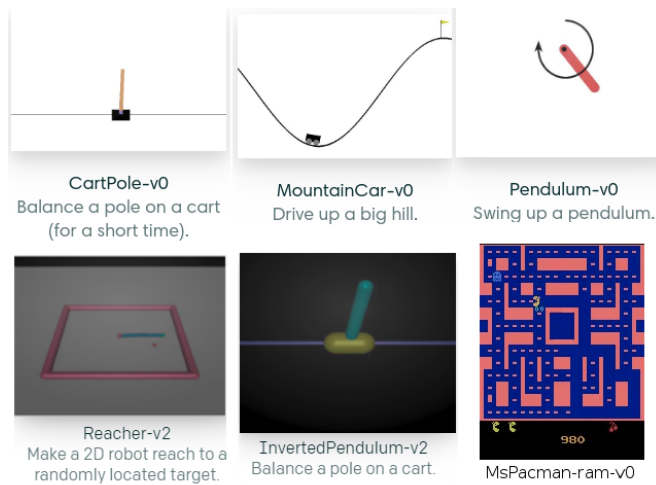 CartPole-v0
Balance a pole on a cart
(for a short time).
MountainCar-v0
Drive up a big hill.
Pendulum-v0
Swing up a pendulum.
Reacher-v2
Make a 2D robot reach to a
randomly located target.
InvertedPendulum-v2
Balance a pole on a cart.
980
MsPacman-ram-v0